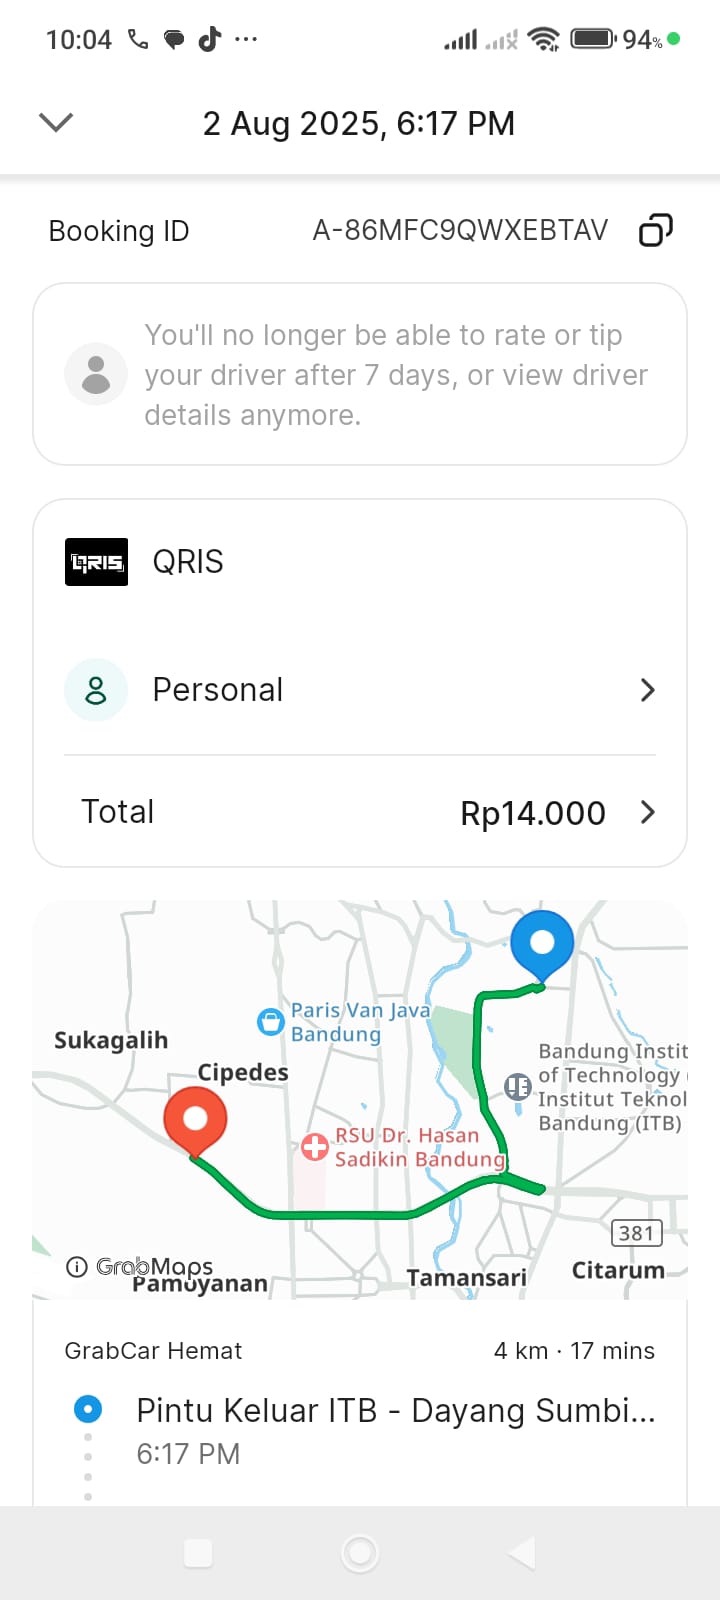 10:04
94%
2 Aug 2025, 6:17 PM
Booking ID
A-86MFC9QWXEBTAV
You'll no longer be able to rate or tip
your driver after 7 days, or view driver
details anymore.
QRIS
QRIS
Personal
Total
Rp14.000
Paris Van Java
Bandung
Sukagalih
Cipedes
Bandung Instit
of Technology
Institut Teknol
Bandung (ITB)
RSU Dr. Hasan
Sadikin Bandung
381
GrabMaps
Pamoyanan
Tamansari
Citarum
GrabCar Hemat
4 km · 17 mins
Pintu Keluar ITB - Dayang Sumbi...
6:17 PM